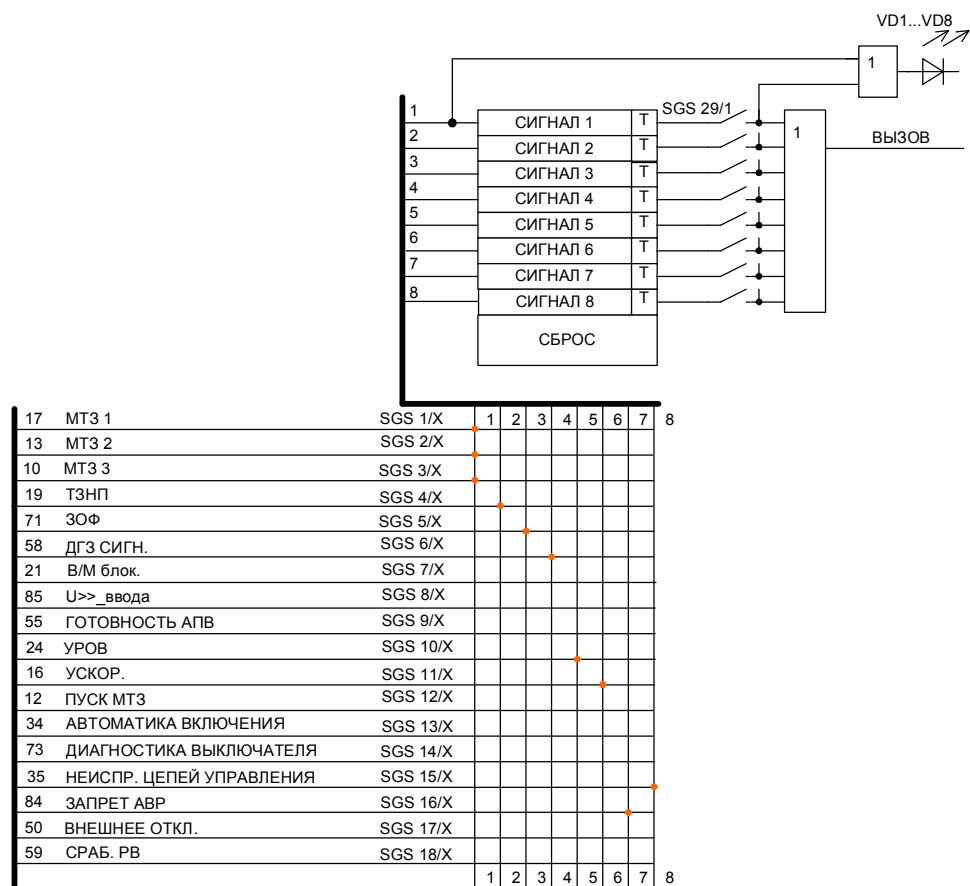 VD1...VD8
1
1 СИГНАЛ 1 T SGS 29/1
2 СИГНАЛ 2 T 1 ВЫЗОВ
3 СИГНАЛ 3 T
4 СИГНАЛ 4 T
5 СИГНАЛ 5 T
6 СИГНАЛ 6 T
7 СИГНАЛ 7 T
8 СИГНАЛ 8 T
СБРОС
17 МТЗ 1 SGS 1/X 1 2 3 4 5 6 7 8
13 МТЗ 2 SGS 2/X
10 МТЗ 3 SGS 3/X
19 ТЗНП SGS 4/X
71 ЗОФ SGS 5/X
58 ДГЗ СИГН. SGS 6/X
21 В/М блок. SGS 7/X
85 U>>_ввода SGS 8/X
55 ГОТОВНОСТЬ АПВ SGS 9/X
24 УРОВ SGS 10/X
16 УСКОР. SGS 11/X
12 ПУСК МТЗ SGS 12/X
34 АВТОМАТИКА ВКЛЮЧЕНИЯ SGS 13/X
73 ДИАГНОСТИКА ВЫКЛЮЧАТЕЛЯ SGS 14/X
35 НЕИСПР. ЦЕПЕЙ УПРАВЛЕНИЯ SGS 15/X
84 ЗАПРЕТ АВР SGS 16/X
50 ВНЕШНЕЕ ОТКЛ. SGS 17/X
59 СРАБ. РВ SGS 18/X
1 2 3 4 5 6 7 8